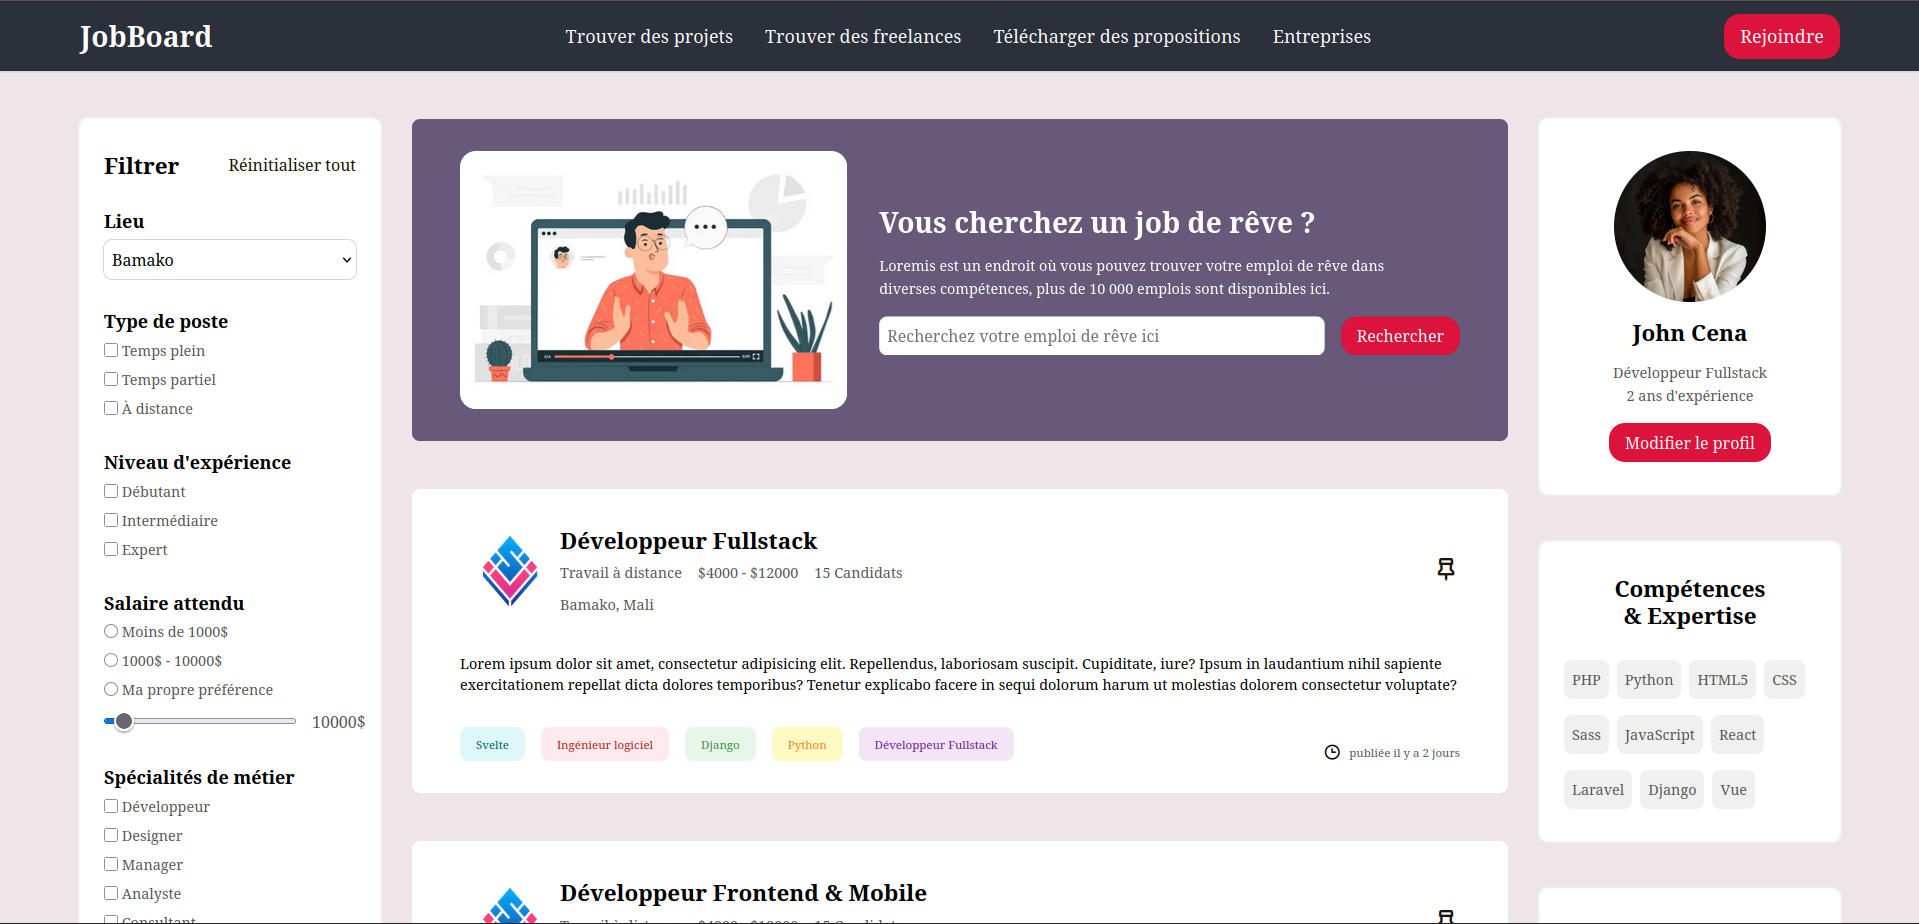 JobBoard
Trouver des projets
Trouver des freelances
Télécharger des propositions
Entreprises
Rejoindre
Filtrer
Réinitialiser tout
Lieu
Bamako
Type de poste
Temps plein
Temps partiel
À distance
Niveau d'expérience
Débutant
Intermédiaire
Expert
Salaire attendu
Moins de 1000$
1000$ - 10000$
Ma propre préférence
10000$
Spécialités de métier
Développeur
Designer
Manager
Analyste
Consultant
Vous cherchez un job de rêve ?
Loremis est un endroit où vous pouvez trouver votre emploi de rêve dans
diverses compétences, plus de 10 000 emplois sont disponibles ici.
Recherchez votre emploi de rêve ici
Rechercher
Développeur Fullstack
Travail à distance $4000 - $12000 15 Candidats
Bamako, Mali
Lorem ipsum dolor sit amet, consectetur adipisicing elit. Repellendus, laboriosam suscipit. Cupiditate, iure? Ipsum in laudantium nihil sapiente
exercitationem repellat dicta dolores temporibus? Tenetur explicabo facere in sequi dolorum harum ut molestias dolorem consectetur voluptate?
Svelte
Ingénieur logiciel
Django
Python
Développeur Fullstack
publiée il y a 2 jours
Développeur Frontend & Mobile
Travail à distance $4000 - $12000 15 Candidats
John Cena
Développeur Fullstack
2 ans d'expérience
Modifier le profil
Compétences
& Expertise
PHP
Python
HTML5
CSS
Sass
JavaScript
React
Laravel
Django
Vue